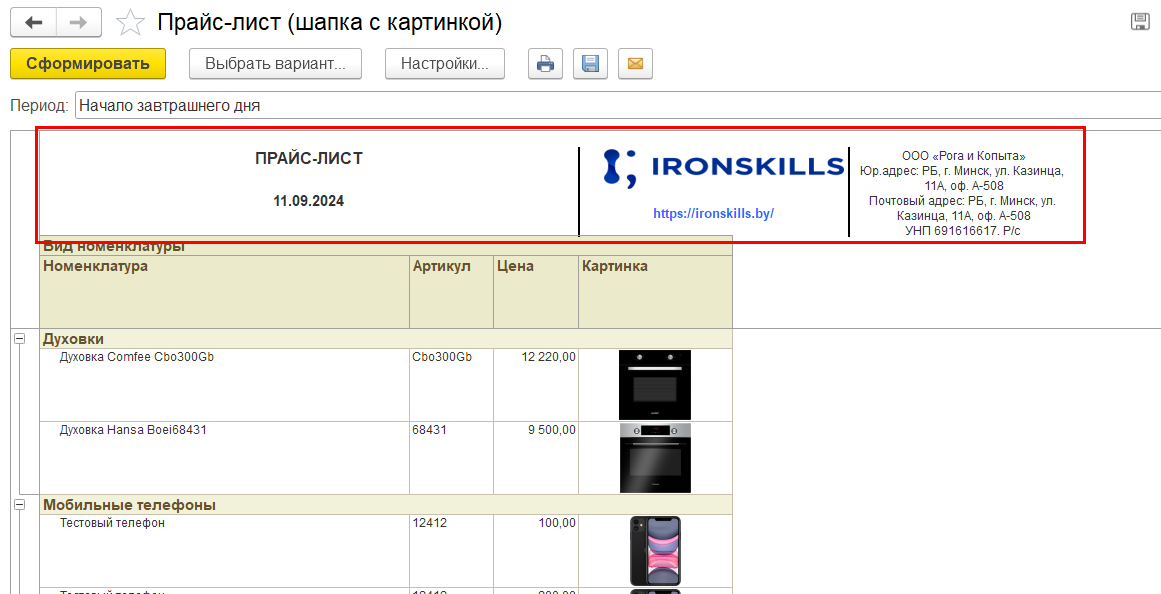 Прайс-лист (шапка с картинкой)
Сформировать
Выбрать вариант...
Настройки...
Период:
Начало завтрашнего дня
ПРАЙС-ЛИСТ
11.09.2024
IRONSKILLS
https://ironskills.by/
ООО «Рога и Копыта»
Юр.адрес: РБ, г. Минск, ул. Казинца,
11А, оф. А-508
Почтовый адрес: РБ, г. Минск, ул.
Казинца, 11А, оф. А-508
УНП 691616617. Р/с
Вид номенклатуры
Номенклатура Артикул Цена Картинка
Духовки
Духовка Comfee Cbo300Gb Cbo300Gb 12 220,00
Духовка Hansa Boei68431 68431 9 500,00
Мобильные телефоны
Тестовый телефон 12412 100,00